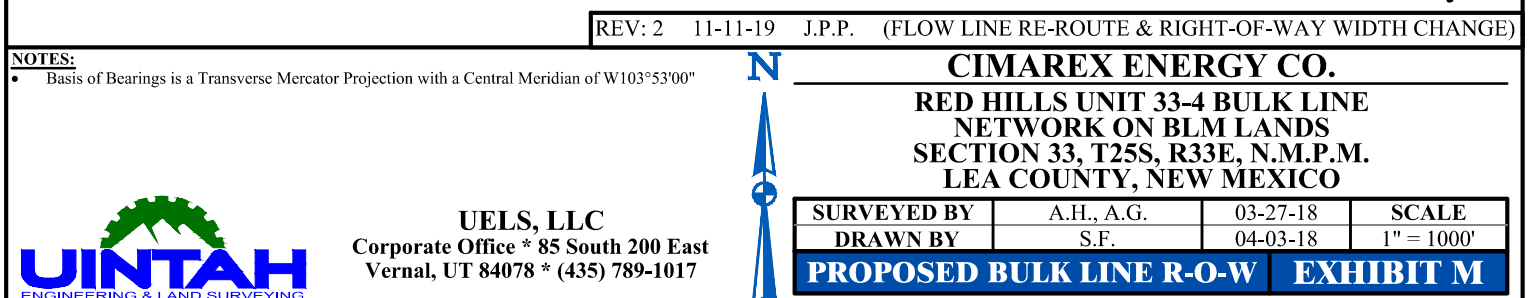 REV: 2 11-11-19 J.P.P. (FLOW LINE RE-ROUTE & RIGHT-OF-WAY WIDTH CHANGE)
NOTES:
• Basis of Bearings is a Transverse Mercator Projection with a Central Meridian of W103°53'00"
N
CIMAREX ENERGY CO.
RED HILLS UNIT 33-4 BULK LINE
NETWORK ON BLM LANDS
SECTION 33, T25S, R33E, N.M.P.M.
LEA COUNTY, NEW MEXICO
UINTAH
ENGINEERING & LAND SURVEYING
UELS, LLC
Corporate Office * 85 South 200 East
Vernal, UT 84078 * (435) 789-1017
SURVEYED BY A.H., A.G. 03-27-18 SCALE
DRAWN BY S.F. 04-03-18 1" = 1000'
PROPOSED BULK LINE R-O-W EXHIBIT M